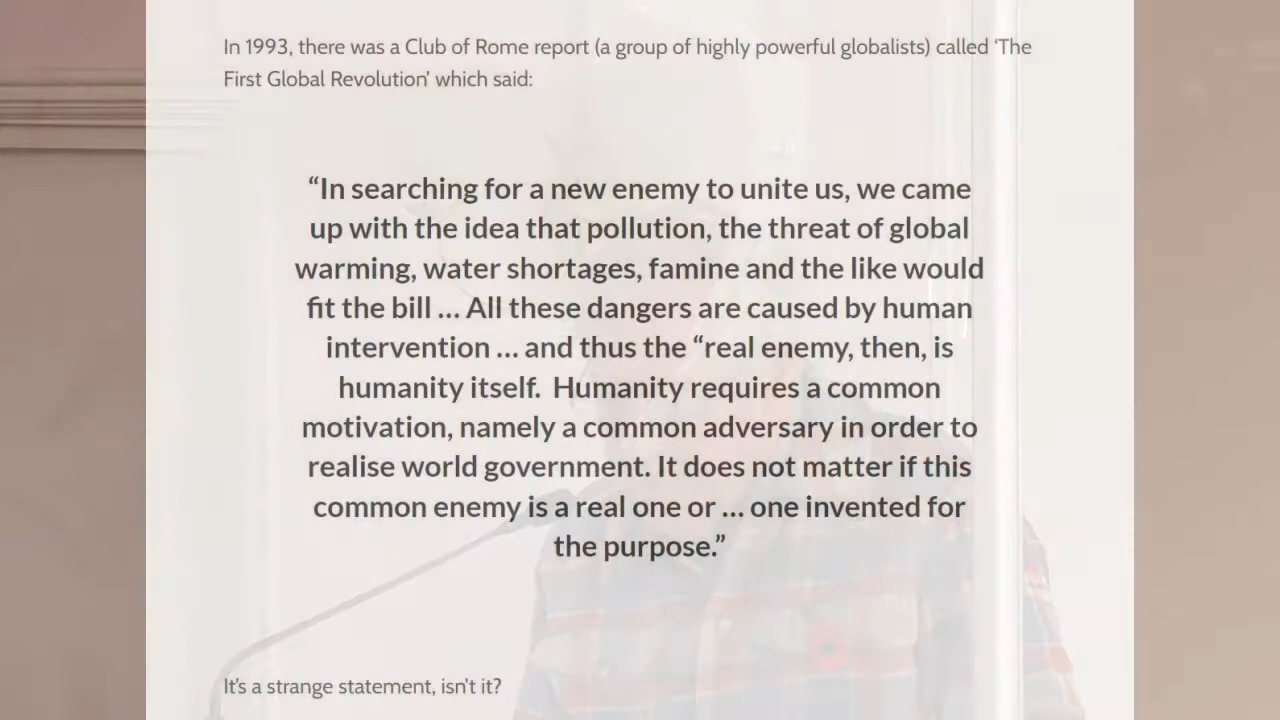 In 1993, there was a Club of Rome report (a group of highly powerful globalists) called ‘The
First Global Revolution’ which said:
“In searching for a new enemy to unite us, we came
up with the idea that pollution, the threat of global
warming, water shortages, famine and the like would
fit the bill ... All these dangers are caused by human
intervention ... and thus the “real enemy, then, is
humanity itself.  Humanity requires a common
motivation, namely a common adversary in order to
realise world government. It does not matter if this
common enemy is a real one or ... one invented for
the purpose.”
It’s a strange statement, isn’t it?